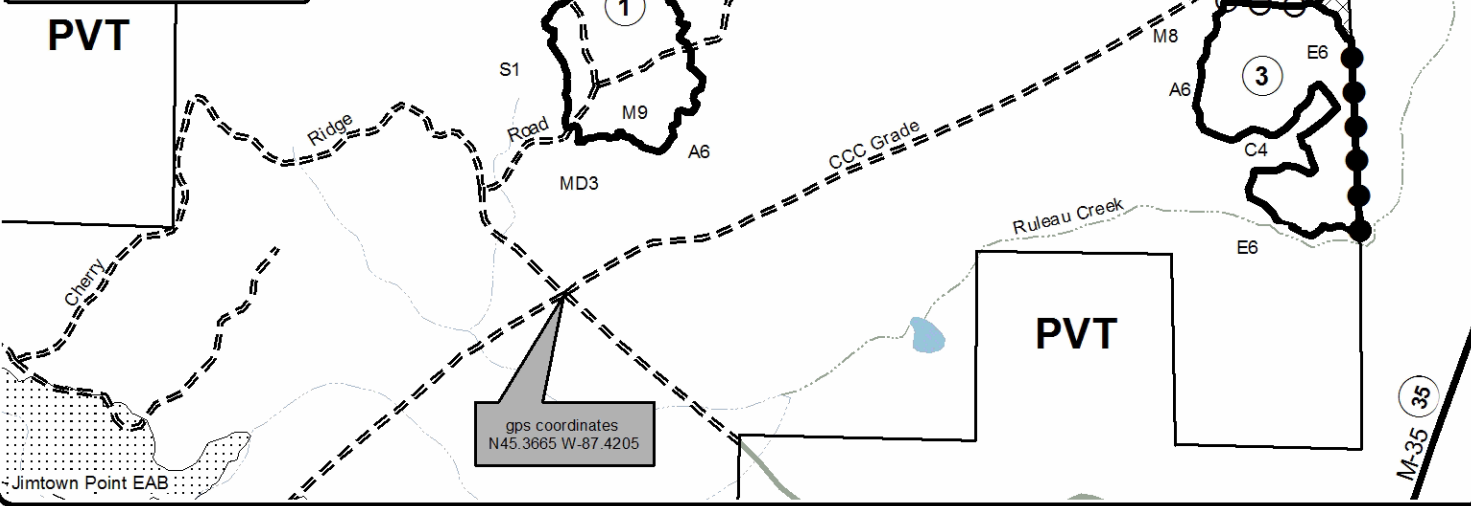 1
PVT
M8
E6
S1
3
A6
M9
Ridge
Road
CCC Grade
A6
C4
MD3
Ruleau Creek
E6
Cherry
PVT
35
gps coordinates
N45.3665 W-87.4205
M-35
Jimtown Point EAB